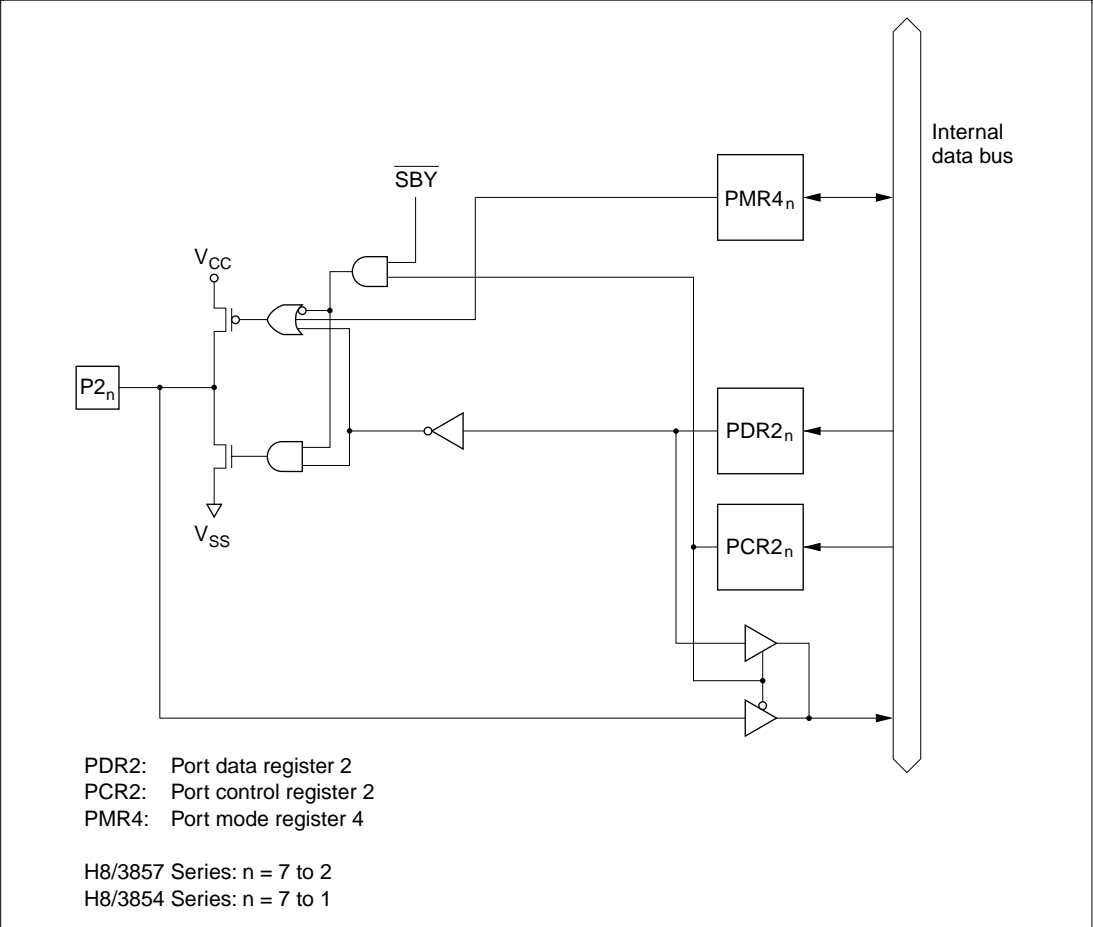 Internal
data bus
SBY
PMR4n
VCC
P2n
PDR2n
VSS
PCR2n
PDR2: Port data register 2
PCR2: Port control register 2
PMR4: Port mode register 4
H8/3857 Series: n = 7 to 2
H8/3854 Series: n = 7 to 1